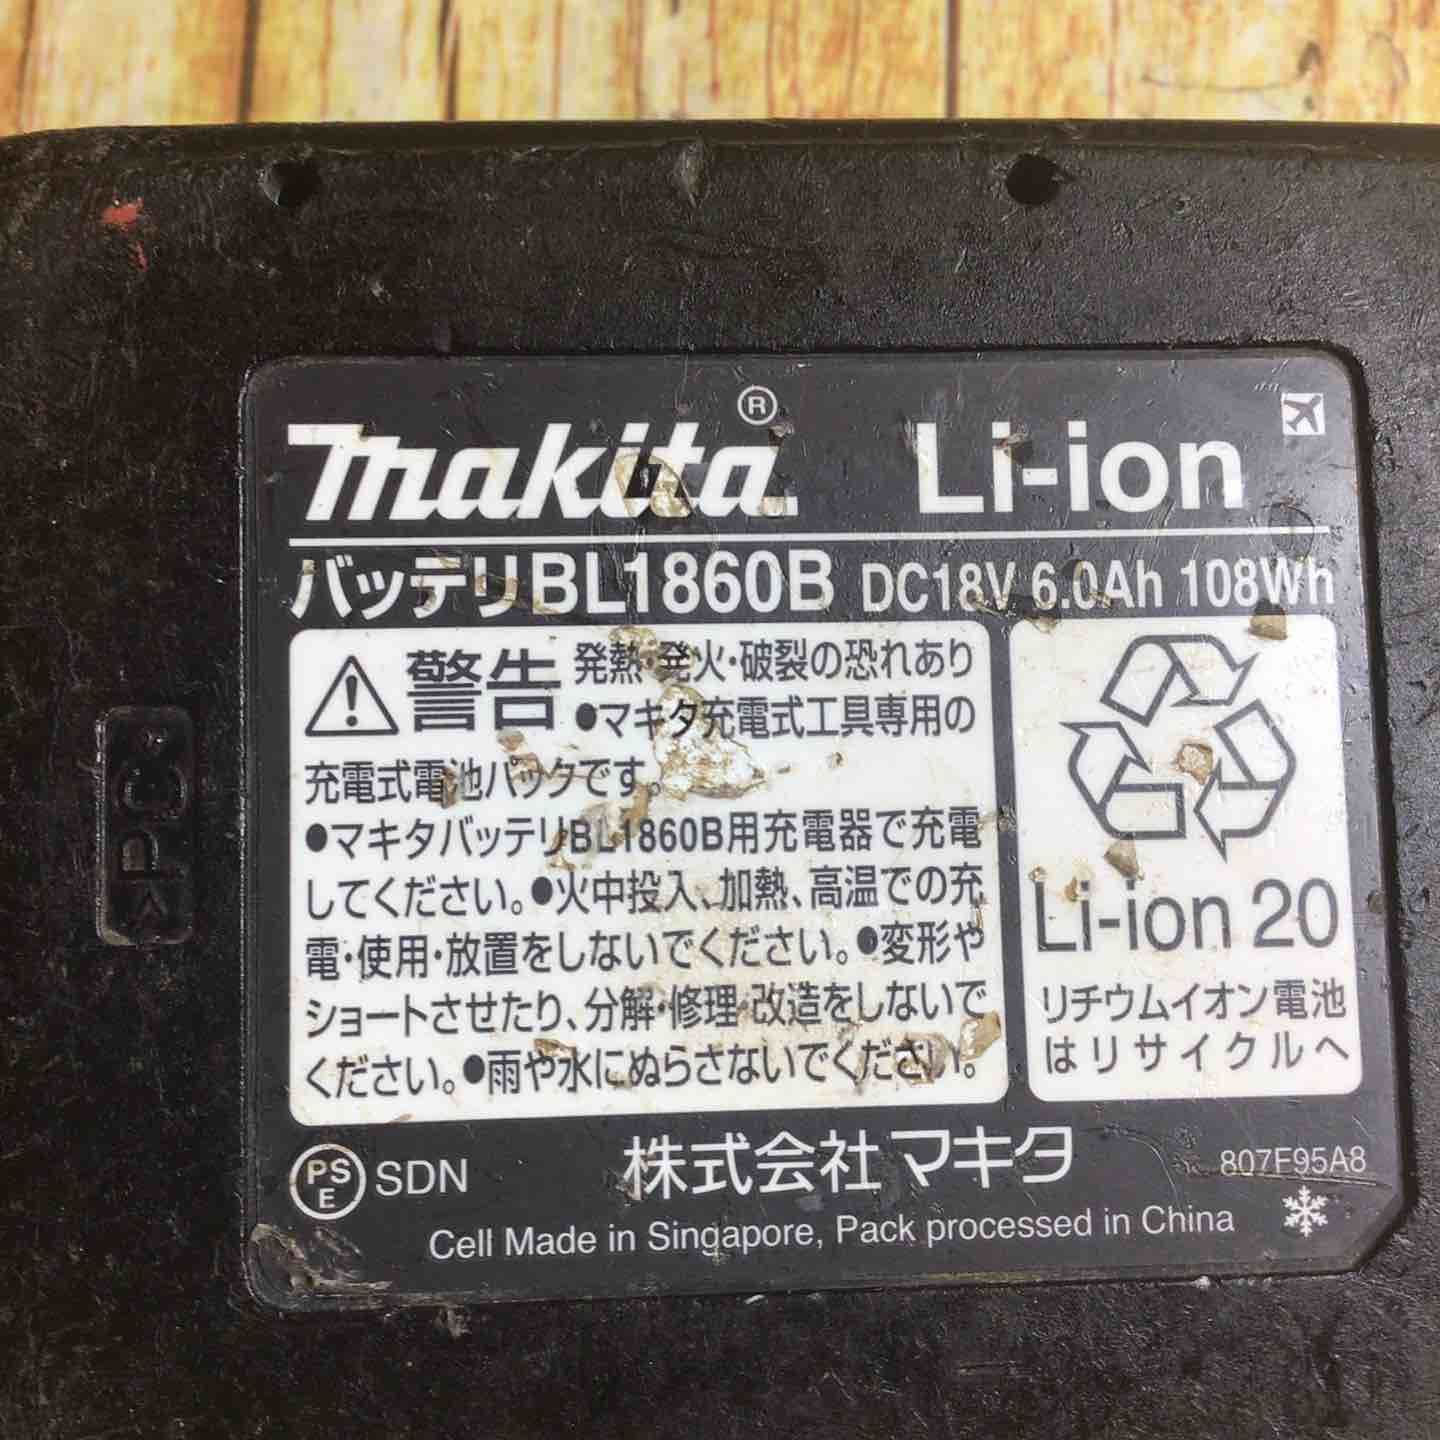 makita® Li-ion
バッテリBL1860B DC18V 6.0Ah 108Wh
警告 発熱・発火・破裂の恐れあり
●マキタ充電式工具専用の
充電式電池パックです。
●マキタバッテリBL1860B用充電器で充電
してください。●火中投入、加熱、高温での充
電・使用・放置をしないでください。●変形や
ショートさせたり、分解・修理・改造をしないで
ください。●雨や水にぬらさないでください。
Li-ion 20
リチウムイオン電池
はリサイクルへ
PSE SDN
株式会社マキタ
807F95A8
Cell Made in Singapore, Pack processed in China
>PC<